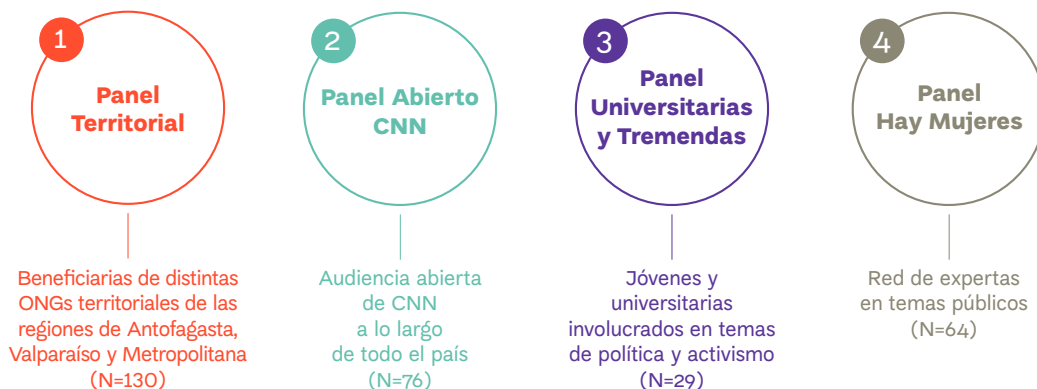 1
Panel
Territorial
Beneficiarias de distintas
ONGs territoriales de las
regiones de Antofagasta,
Valparaíso y Metropolitana
(N=130)
2
Panel Abierto
CNN
Audiencia abierta
de CNN
a lo largo
de todo el país
(N=76)
3
Panel
Universitarias
y Tremendas
Jóvenes y
universitarias
involucrados en temas
de política y activismo
(N=29)
4
Panel
Hay Mujeres
Red de expertas
en temas públicos
(N=64)